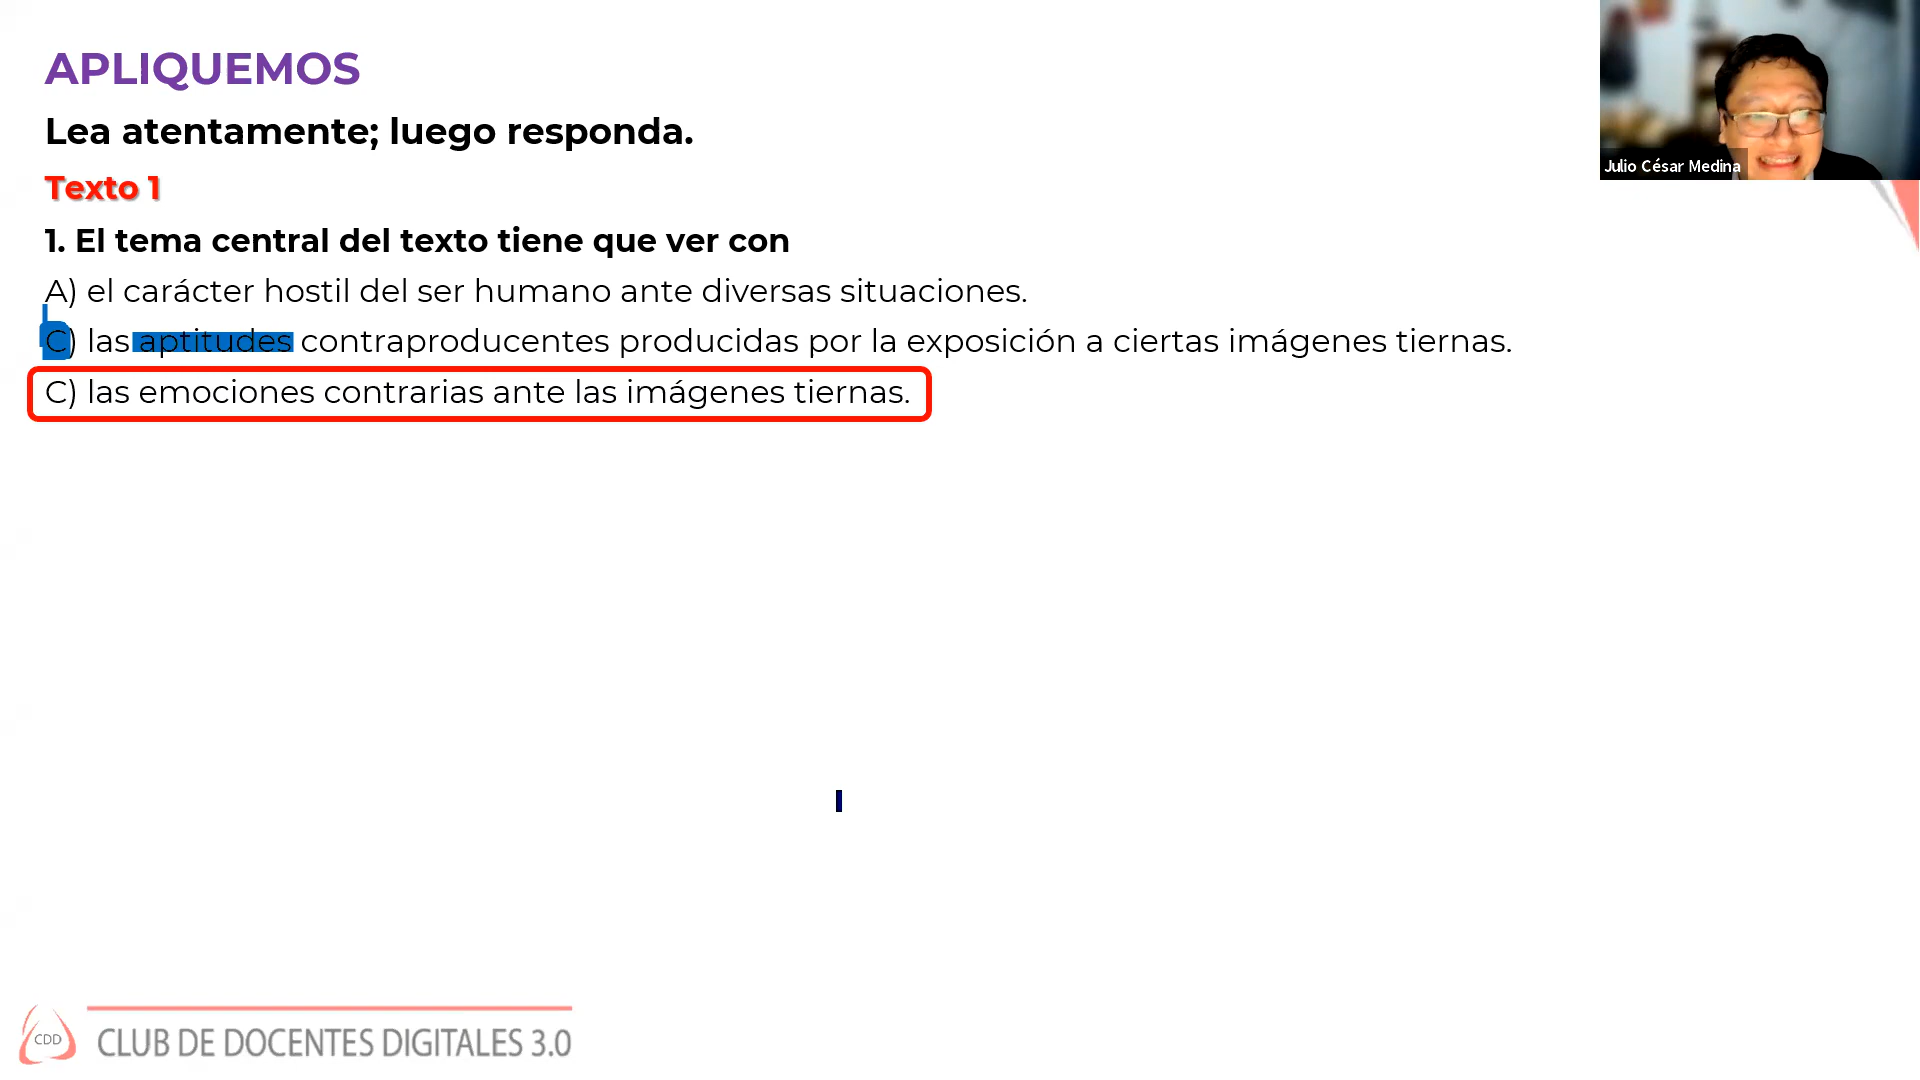 APLIQUEMOS
Lea atentamente; luego responda.
Texto 1
1. El tema central del texto tiene que ver con
A) el carácter hostil del ser humano ante diversas situaciones.
C) las aptitudes contraproducentes producidas por la exposición a ciertas imágenes tiernas.
C) las emociones contrarias ante las imágenes tiernas.
Julio César Medina
CDD
CLUB DE DOCENTES DIGITALES 3.0